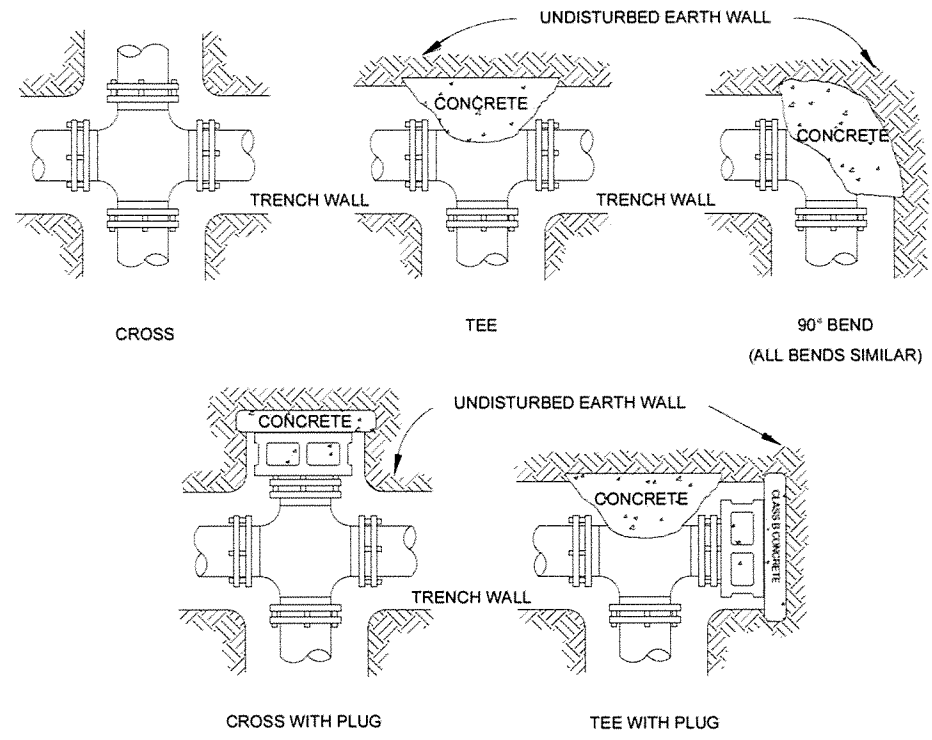 UNDISTURBED EARTH WALL
CONCRETE
CONCRETE
TRENCH WALL
TRENCH WALL
CROSS
TEE
90° BEND
(ALL BENDS SIMILAR)
UNDISTURBED EARTH WALL
CONCRETE
CONCRETE
CLASS B CONCRETE
TRENCH WALL
CROSS WITH PLUG
TEE WITH PLUG